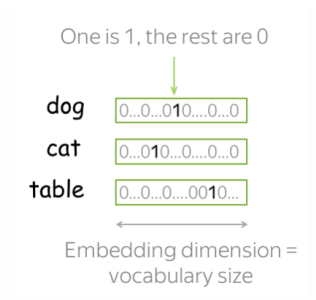 One is 1, the rest are 0
dog 0...0...010....0...0
cat 0...010...0....0...0
table 0...0...0....0010...
Embedding dimension =
vocabulary size